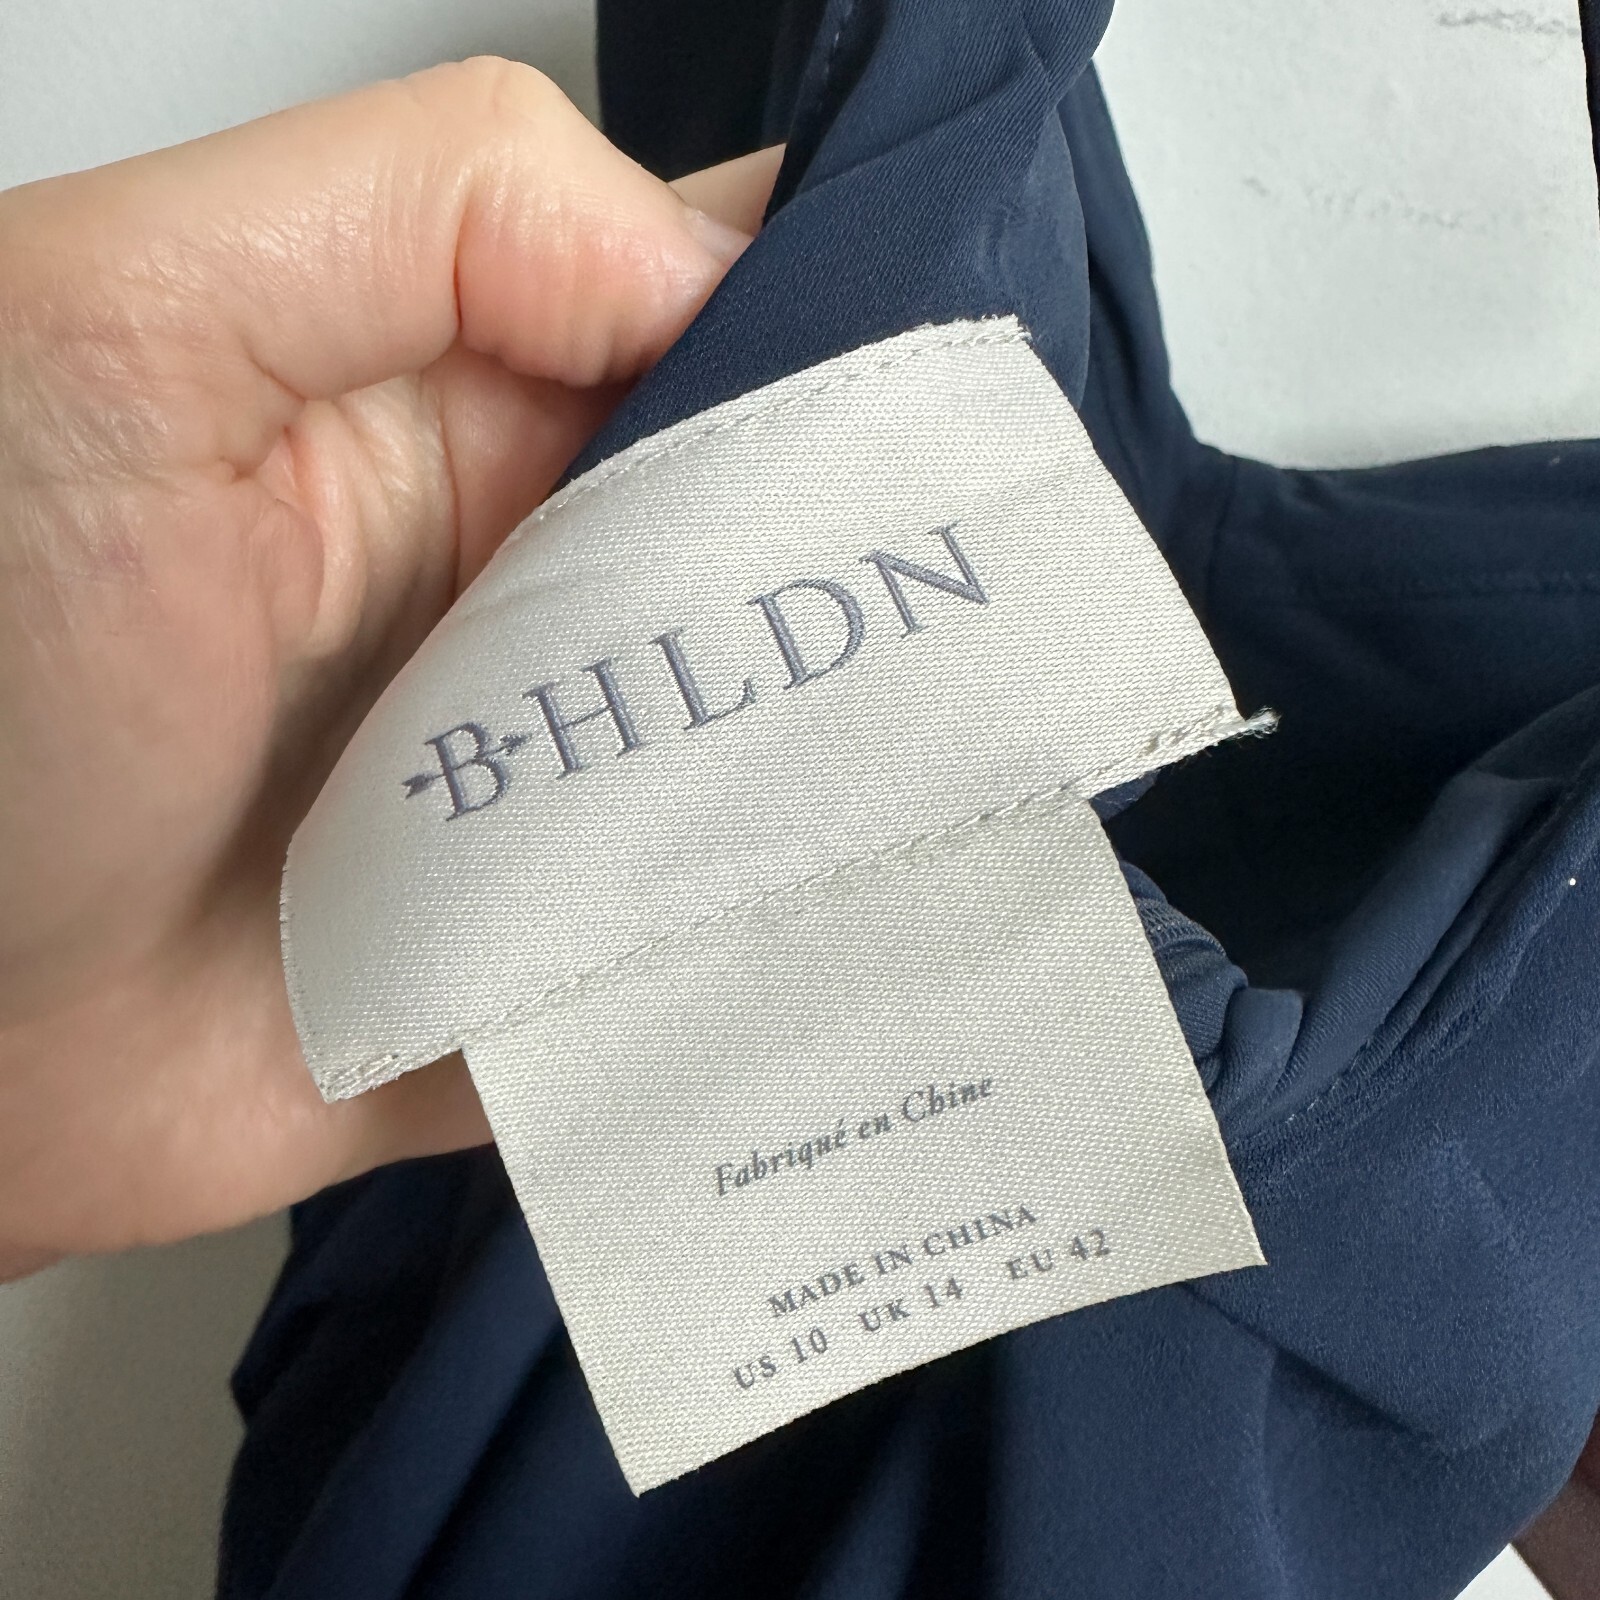 BHLDN
Fabriqué en Chine
MADE IN CHINA
US 10 UK 14 EU 42